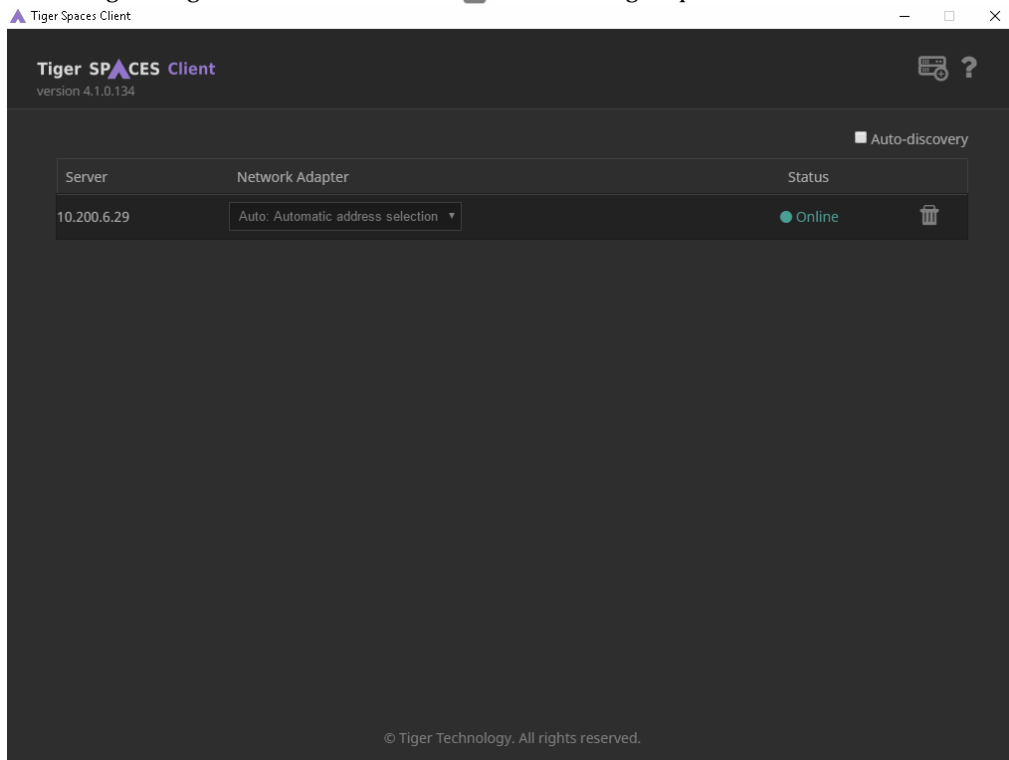 Tiger Spaces Client
Tiger SPACES Client
?
version 4.1.0.134
Auto-discovery
Server Network Adapter Status
10.200.6.29 Auto: Automatic address selection Online
© Tiger Technology. All rights reserved.